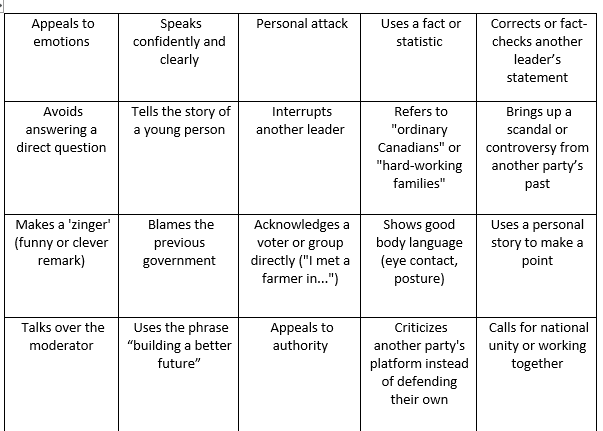 Appeals to
emotions
Speaks
confidently and
clearly
Personal attack
Uses a fact or
statistic
Corrects or fact-
checks another
leader’s
statement
Avoids
answering a
direct question
Tells the story of
a young person
Interrupts
another leader
Refers to
"ordinary
Canadians" or
"hard-working
families"
Brings up a
scandal or
controversy from
another party’s
past
Makes a 'zinger'
(funny or clever
remark)
Blames the
previous
government
Acknowledges a
voter or group
directly ("I met a
farmer in...")
Shows good
body language
(eye contact,
posture)
Uses a personal
story to make a
point
Talks over the
moderator
Uses the phrase
“building a better
future”
Appeals to
authority
Criticizes
another party's
platform instead
of defending
their own
Calls for national
unity or working
together